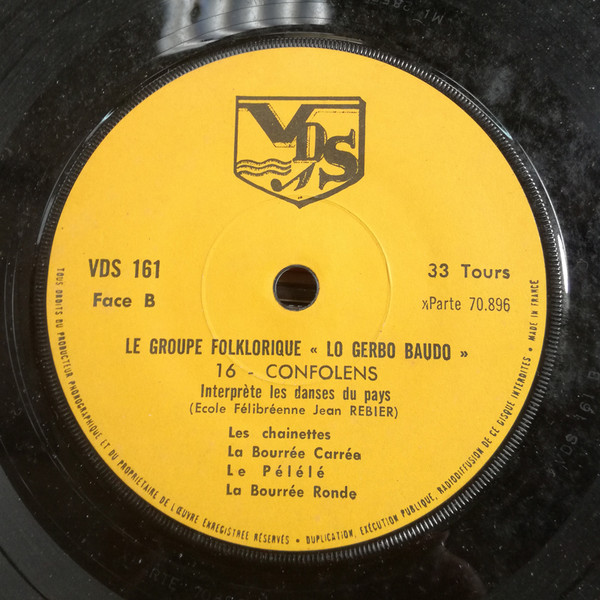 VDS
VDS 161
33 Tours
Face B
xParte 70.896
LE GROUPE FOLKLORIQUE « LO GERBO BAUDO »
16 - CONFOLENS
Interprète les danses du pays
(Ecole Félibréenne Jean REBIER)
Les chainettes
La Bourrée Carrée
Le Pélélé
La Bourrée Ronde
TOUS DROITS DU PRODUCTEUR PHONOGRAPHIQUE ET DU PROPRIÉTAIRE DE L'ŒUVRE ENREGISTRÉE RÉSERVÉS • DUPLICATION, EXÉCUTION PUBLIQUE, RADIODIFFUSION DE CE DISQUE INTERDITES • MADE IN FRANCE
VDS 161 B